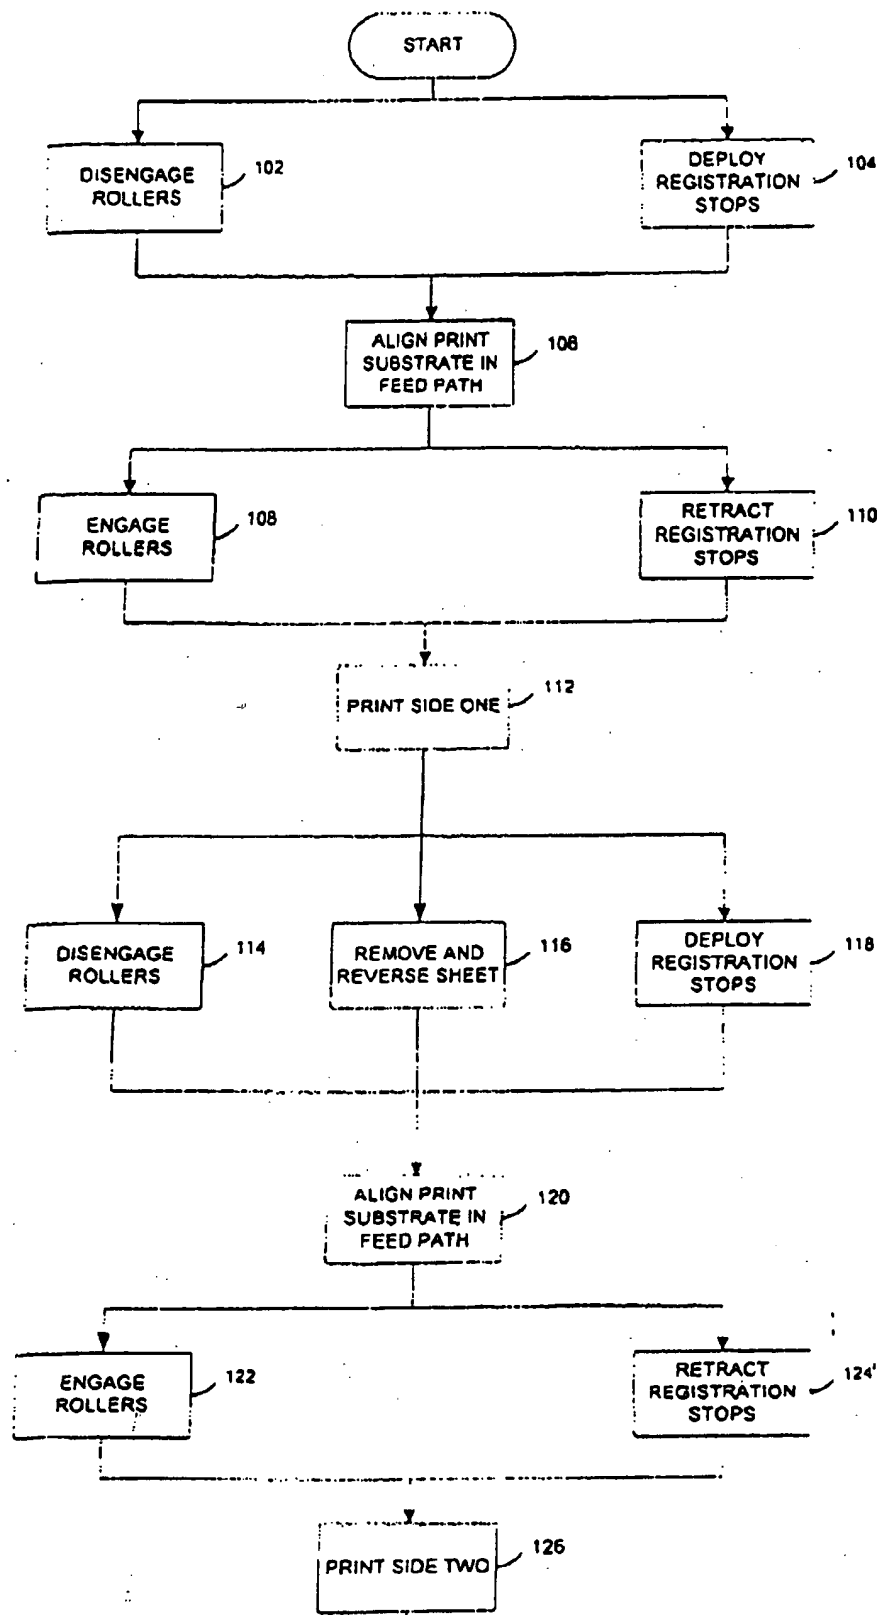 START
DISENGAGE
ROLLERS
102
DEPLOY
REGISTRATION
STOPS
104
ALIGN PRINT
SUBSTRATE IN
FEED PATH
106
ENGAGE
ROLLERS
108
RETRACT
REGISTRATION
STOPS
110
PRINT SIDE ONE
112
DISENGAGE
ROLLERS
114
REMOVE AND
REVERSE SHEET
116
DEPLOY
REGISTRATION
STOPS
118
ALIGN PRINT
SUBSTRATE IN
FEED PATH
120
ENGAGE
ROLLERS
122
RETRACT
REGISTRATION
STOPS
124'
PRINT SIDE TWO
126